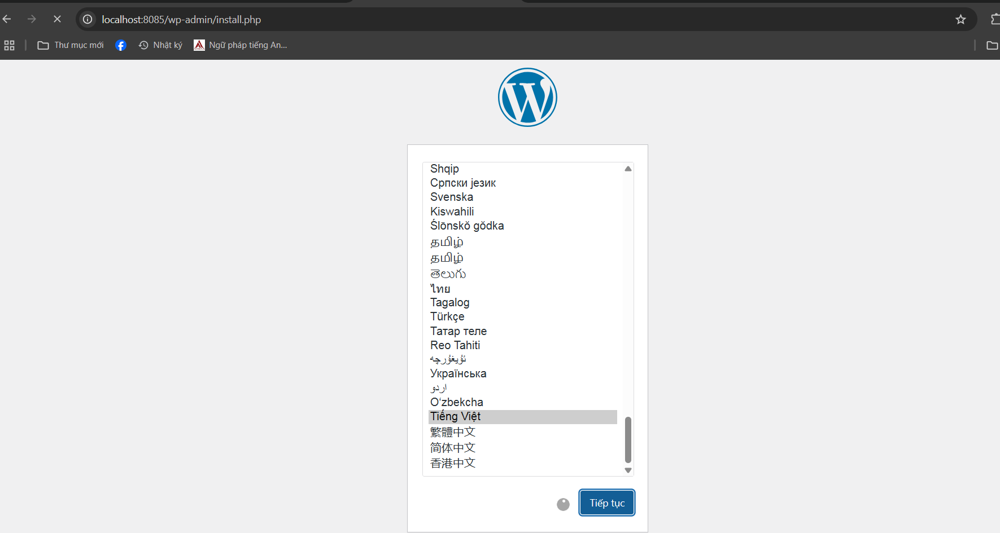 localhost:8085/wp-admin/install.php
Thư mục mới
Nhật ký
Ngữ pháp tiếng An...
Shqip
Српски језик
Svenska
Kiswahili
Ślōnskŏ gŏdka
தமிழ்
தமிழ்
తెలుగు
ไทย
Tagalog
Türkçe
Татар теле
Reo Tahiti
ئۇيغۇرچە
Українська
اردو
O‘zbekcha
Tiếng Việt
繁體中文
简体中文
香港中文
Tiếp tục